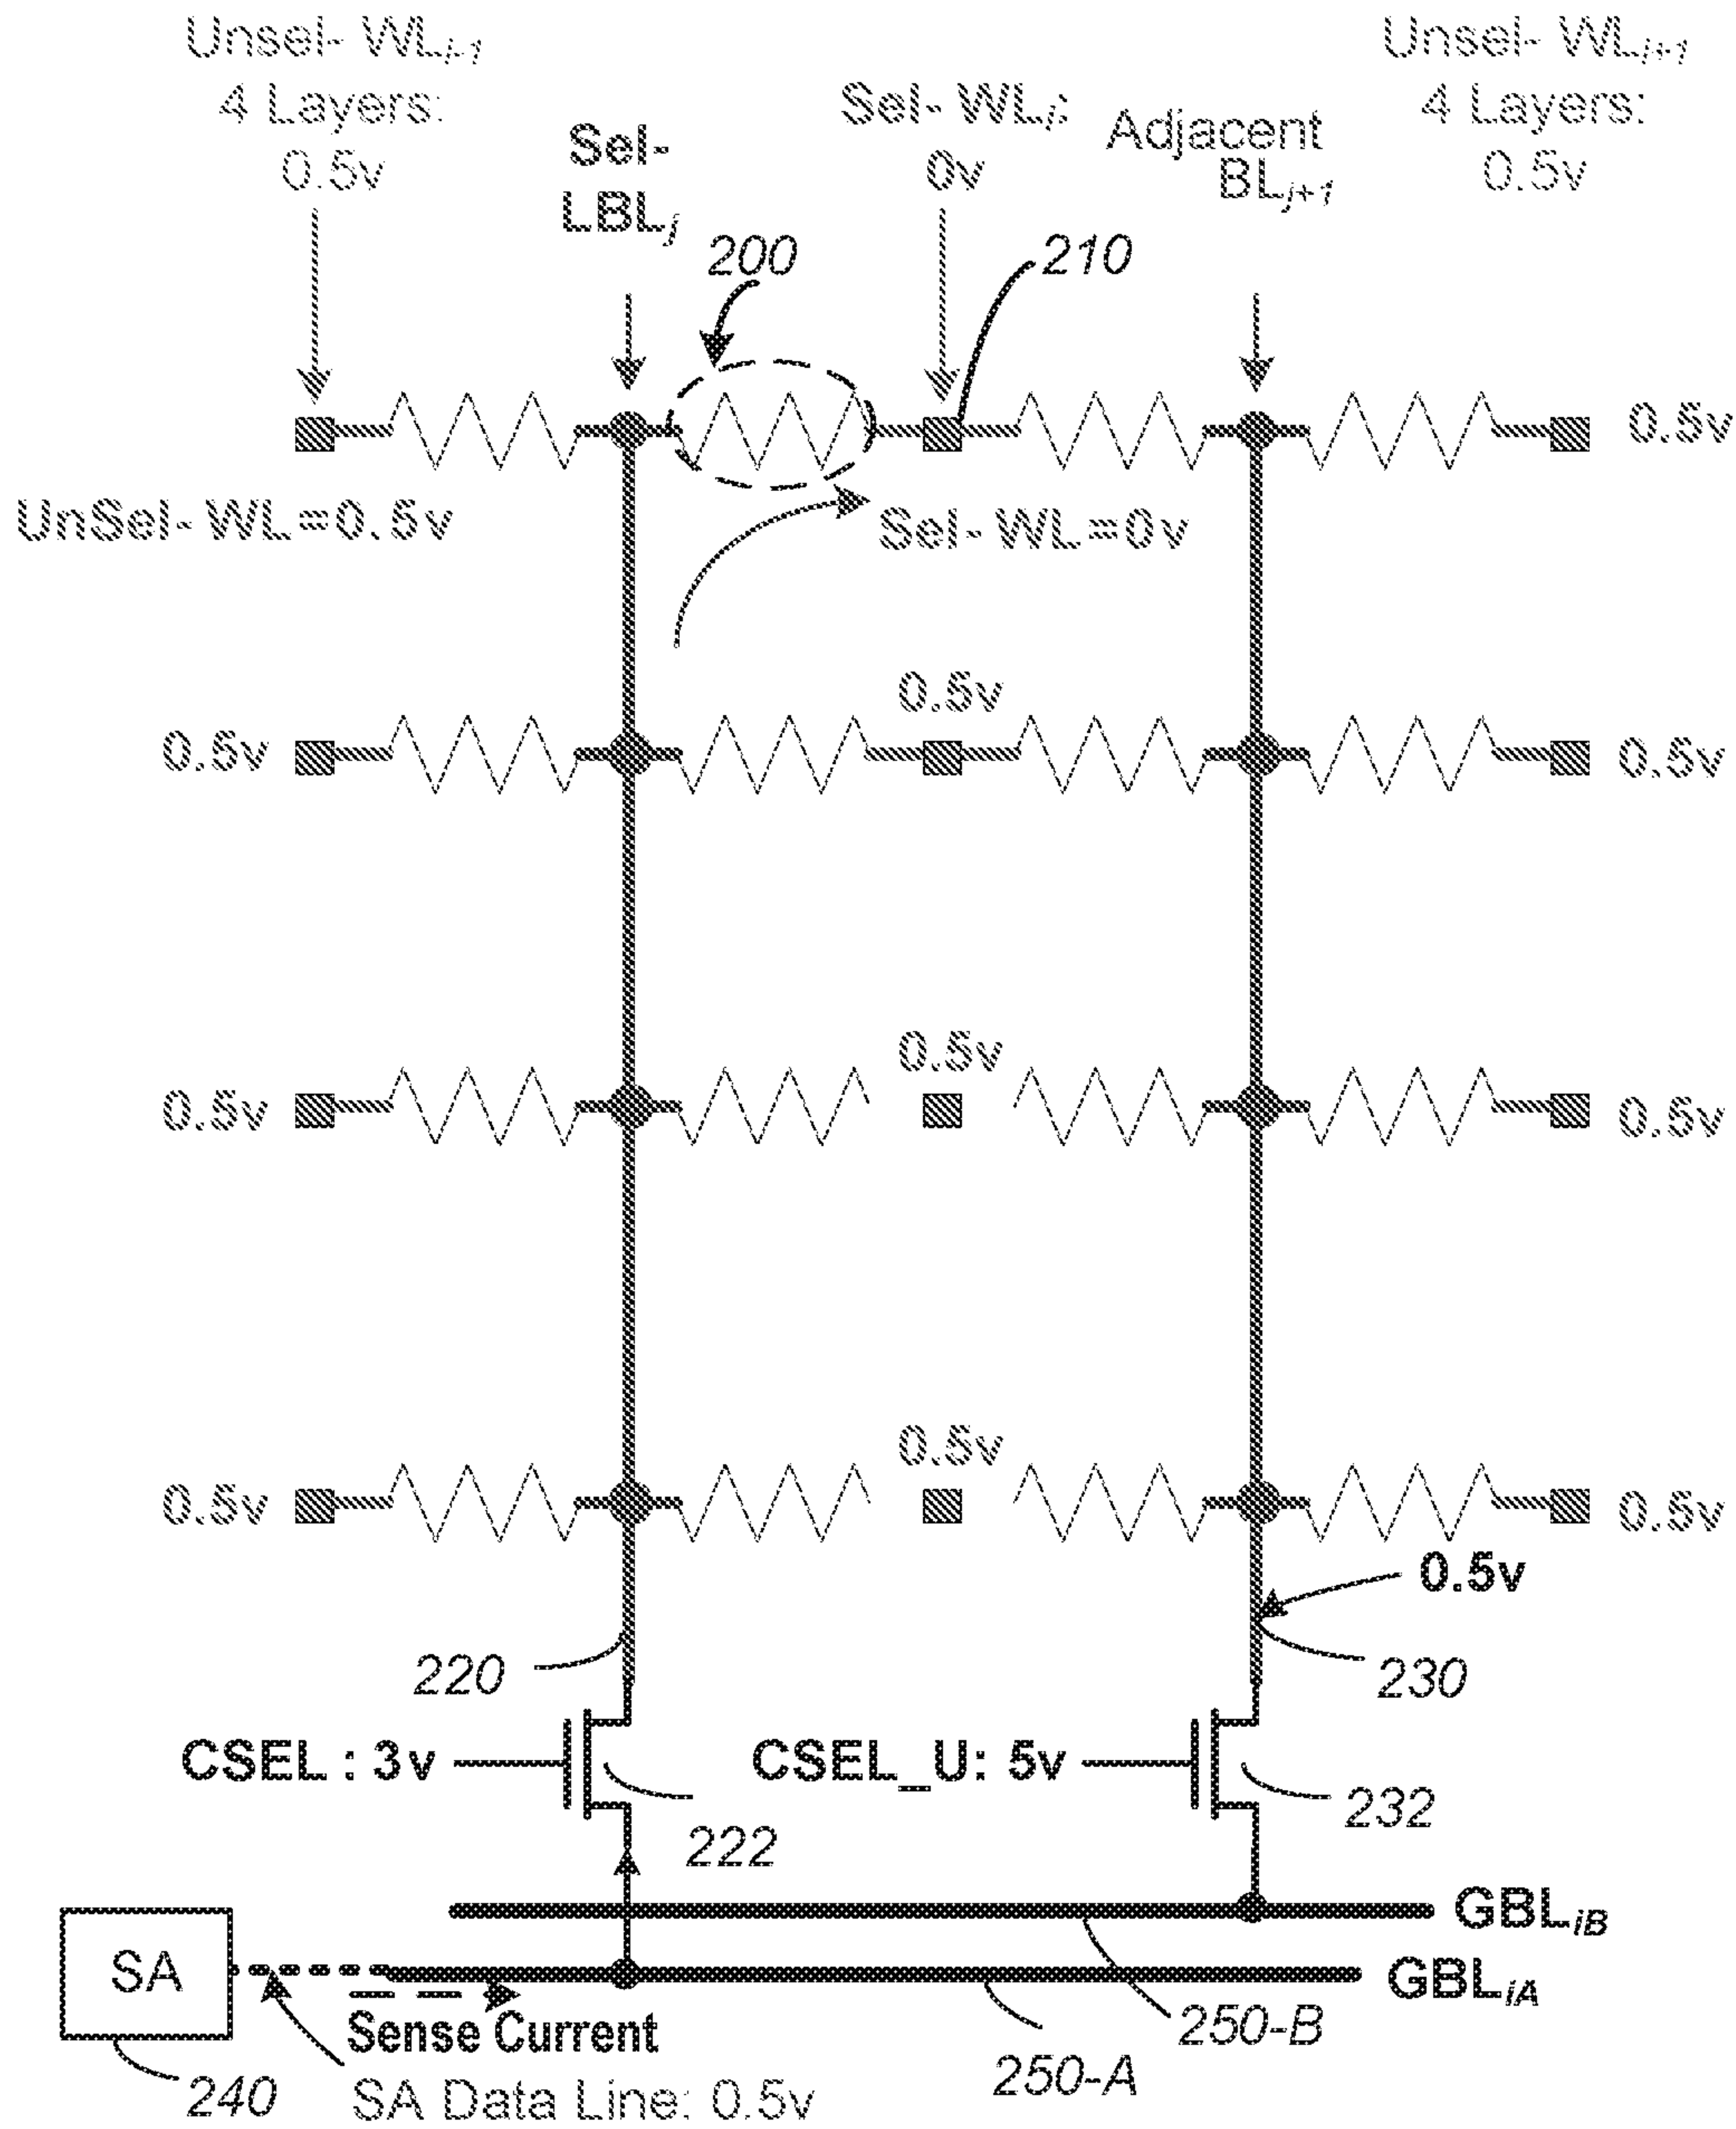 Unsel- WLi-1
4 Layers:
0.5v
Sel-
LBLj
Sel- WLi:
0v
Adjacent
BLj+1
Unsel- WLi+1
4 Layers:
0.5v
200
210
0.5v
UnSel- WL=0.5v
Sel- WL=0v
0.5v
0.5v
0.5v
0.5v
0.5v
0.5v
0.5v
0.5v
0.5v
0.5v
220
230
CSEL : 3v
CSEL_U: 5v
222
232
GBLiB
SA
GBLiA
Sense Current
250-B
240
SA Data Line: 0.5v
250-A